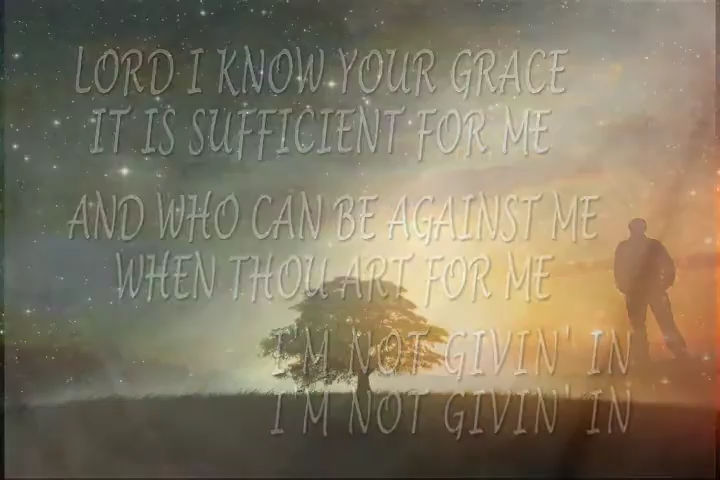 LORD I KNOW YOUR GRACE
IT IS SUFFICIENT FOR ME
AND WHO CAN BE AGAINST ME
WHEN THOU ART FOR ME
I'M NOT GIVIN' IN
I'M NOT GIVIN' IN